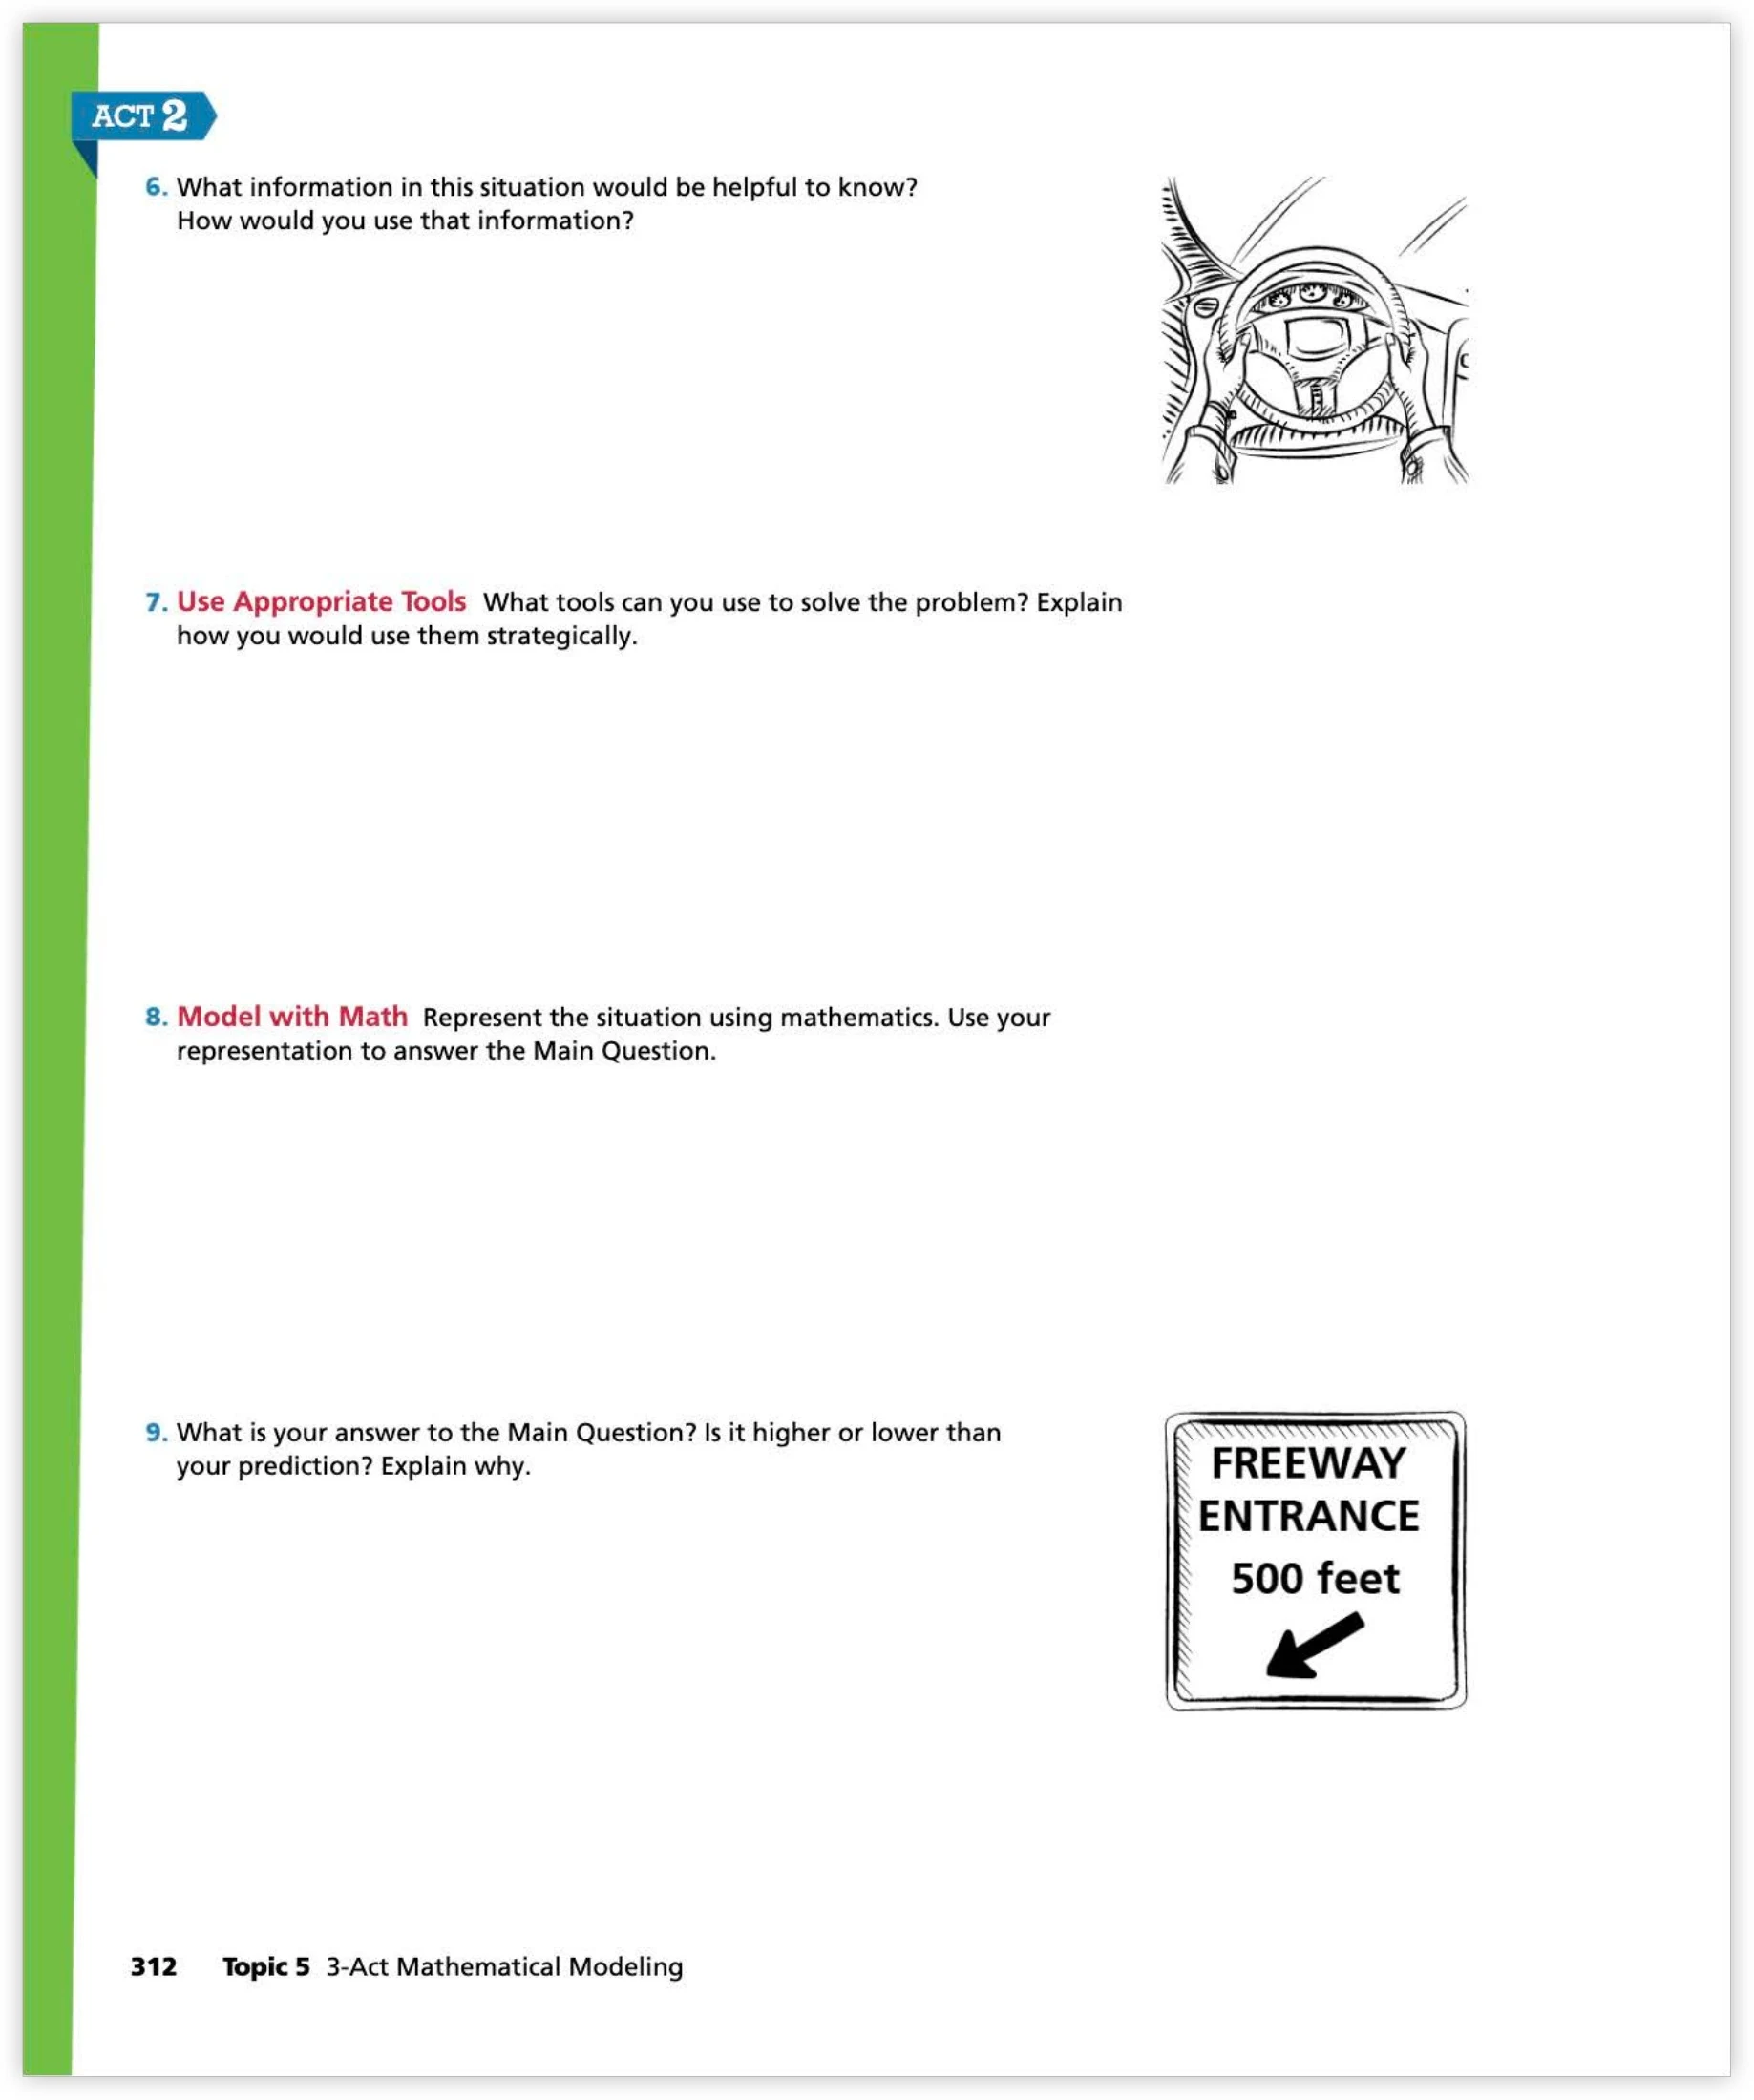 ACT 2
6. What information in this situation would be helpful to know?
How would you use that information?
7. Use Appropriate Tools What tools can you use to solve the problem? Explain
how you would use them strategically.
8. Model with Math Represent the situation using mathematics. Use your
representation to answer the Main Question.
9. What is your answer to the Main Question? Is it higher or lower than
your prediction? Explain why.
FREEWAY
ENTRANCE
500 feet
312 Topic 5 3-Act Mathematical Modeling